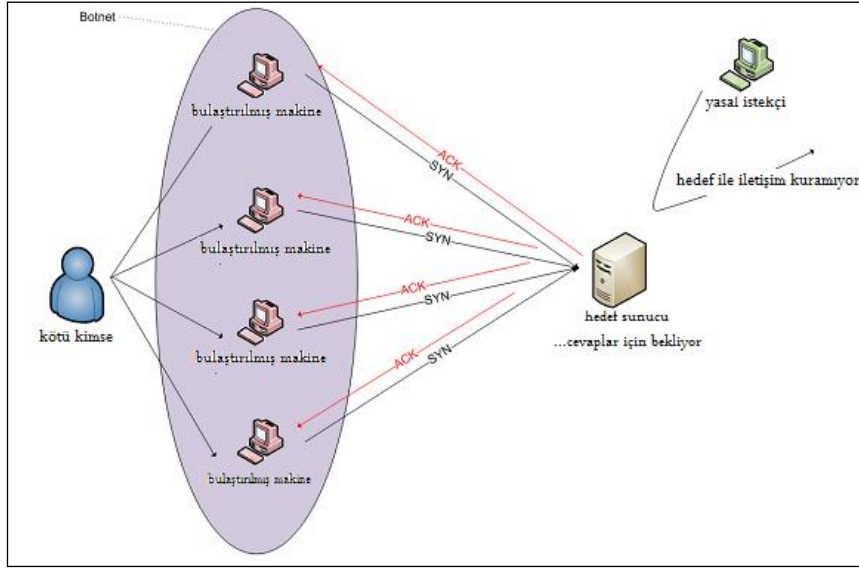 Botnet
bulaştırılmış makine
yasal istekçi
ACK
SYN
hedef ile iletişim kuramıyor
ACK
SYN
bulaştırılmış makine
ACK
SYN
kötü kimse
hedef sunucu
...cevaplar için bekliyor
bulaştırılmış makine
ACK
SYN
bulaştırılmış makine